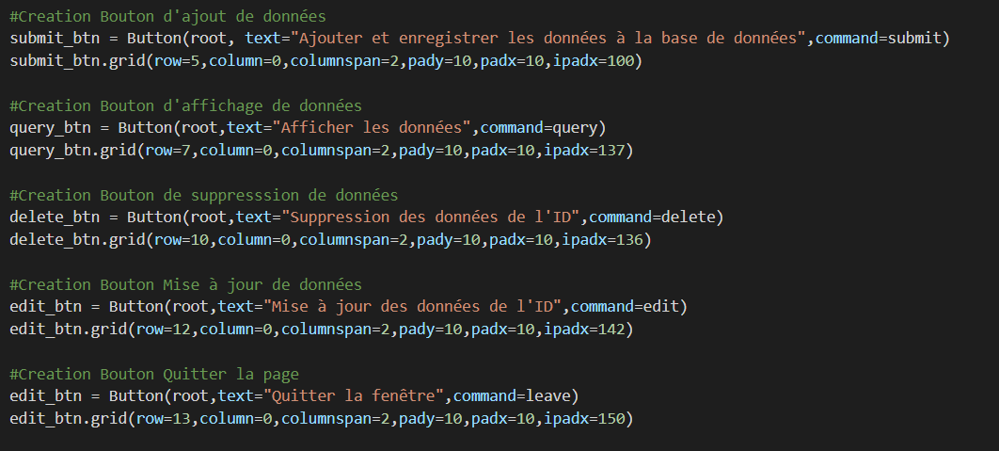 #Creation Bouton d'ajout de données
submit_btn = Button(root, text="Ajouter et enregistrer les données à la base de données",command=submit)
submit_btn.grid(row=5,column=0,columnspan=2,pady=10,padx=10,ipadx=100)
#Creation Bouton d'affichage de données
query_btn = Button(root,text="Afficher les données",command=query)
query_btn.grid(row=7,column=0,columnspan=2,pady=10,padx=10,ipadx=137)
#Creation Bouton de suppresssion de données
delete_btn = Button(root,text="Suppression des données de l'ID",command=delete)
delete_btn.grid(row=10,column=0,columnspan=2,pady=10,padx=10,ipadx=136)
#Creation Bouton Mise à jour de données
edit_btn = Button(root,text="Mise à jour des données de l'ID",command=edit)
edit_btn.grid(row=12,column=0,columnspan=2,pady=10,padx=10,ipadx=142)
#Creation Bouton Quitter la page
edit_btn = Button(root,text="Quitter la fenêtre",command=leave)
edit_btn.grid(row=13,column=0,columnspan=2,pady=10,padx=10,ipadx=150)